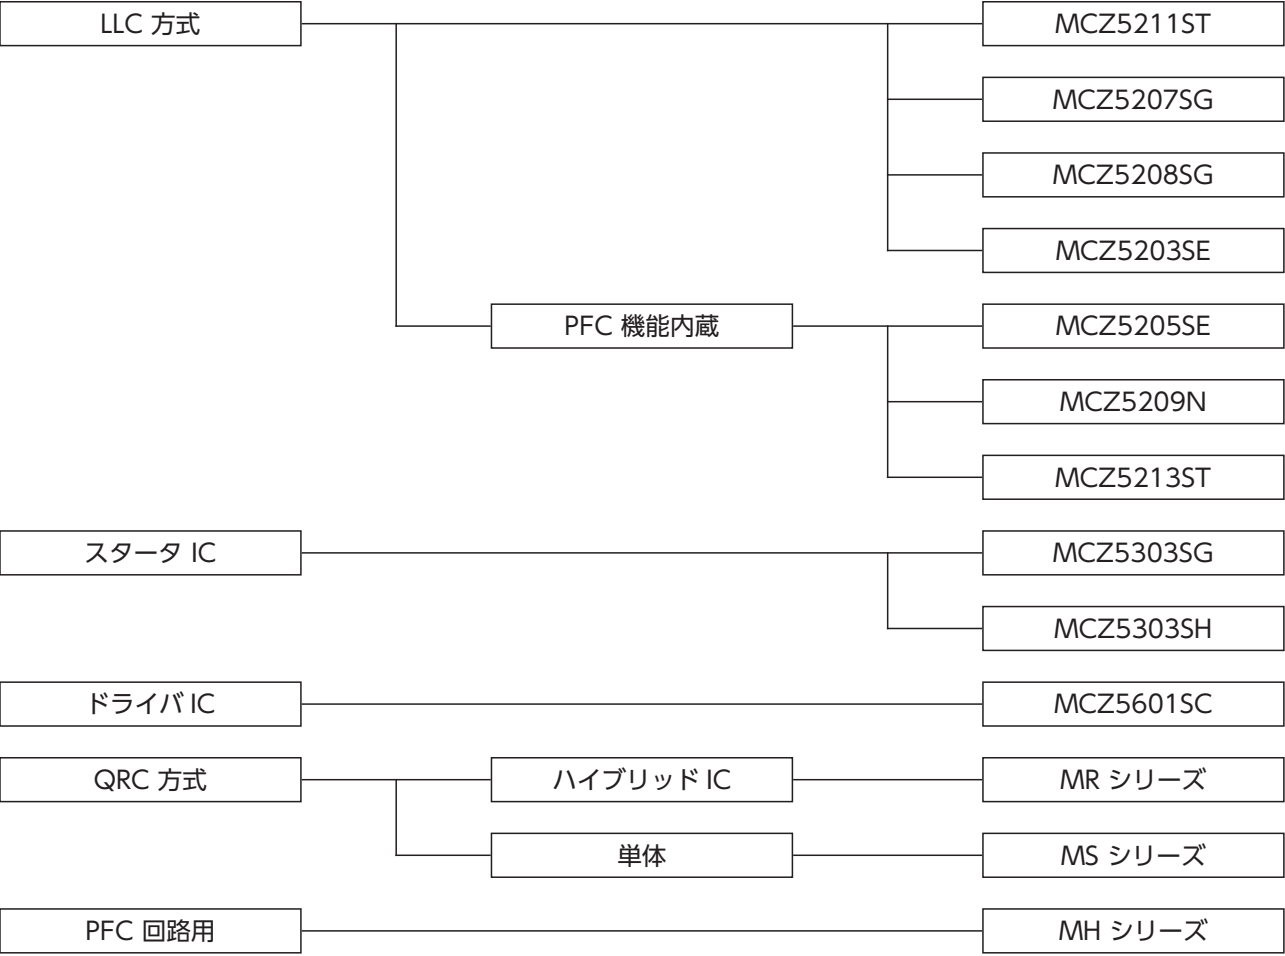 LLC 方式
MCZ5211ST
MCZ5207SG
MCZ5208SG
MCZ5203SE
PFC 機能内蔵
MCZ5205SE
MCZ5209N
MCZ5213ST
スタータ IC
MCZ5303SG
MCZ5303SH
ドライバ IC
MCZ5601SC
QRC 方式
ハイブリッド IC
MR シリーズ
単体
MS シリーズ
PFC 回路用
MH シリーズ